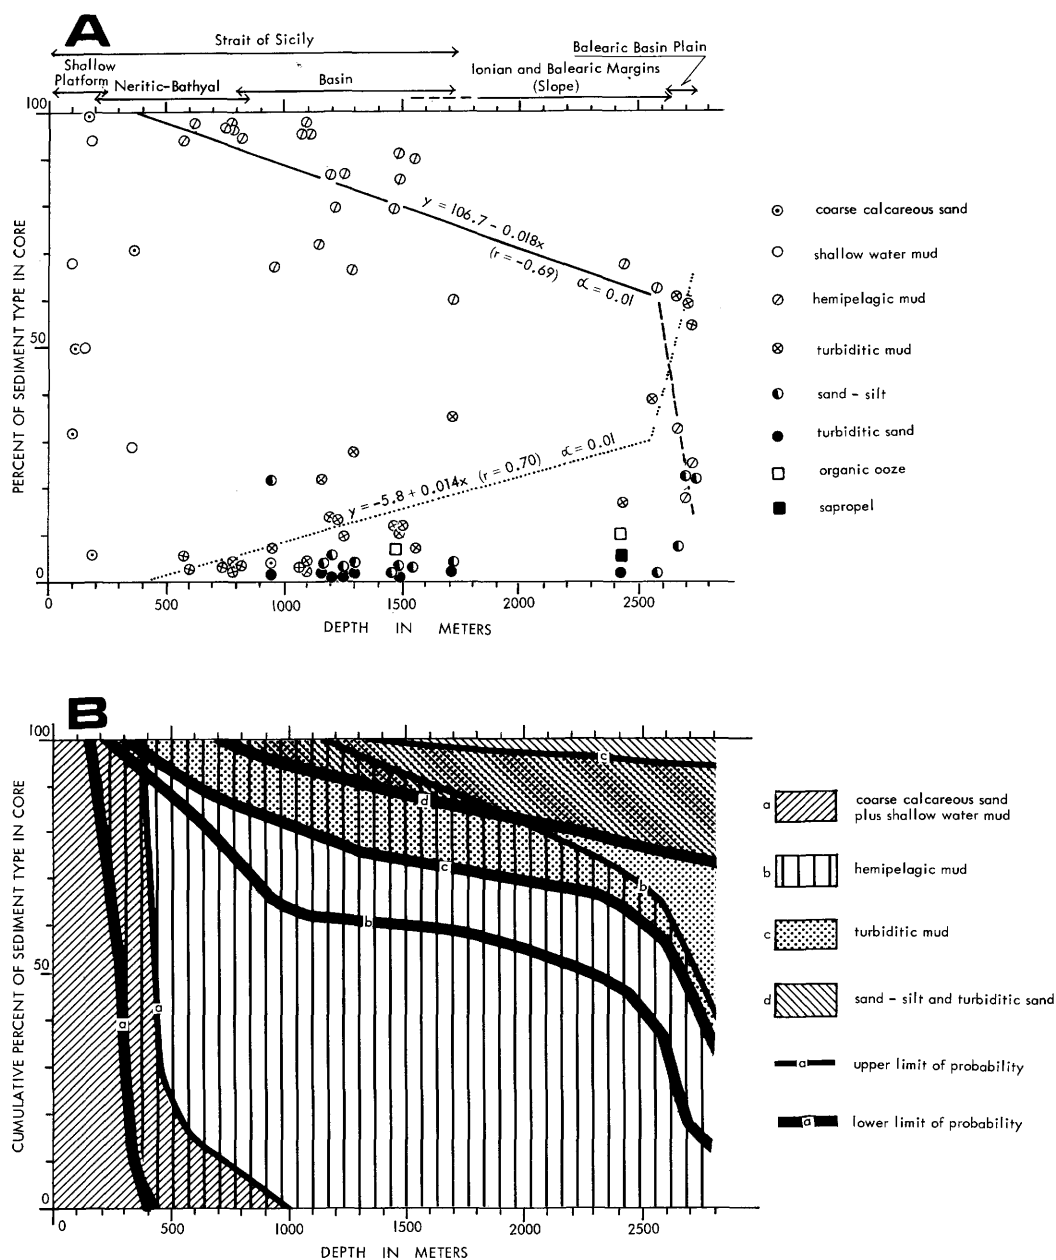 A
Strait of Sicily
Balearic Basin Plain
Shallow
Platform
Neritic-Bathyal
Basin
Ionian and Balearic Margins
(Slope)
100
50
0
PERCENT OF SEDIMENT TYPE IN CORE
y = 106.7 - 0.018x
(r = -0.69) α = 0.01
y = -5.8 + 0.014x (r = 0.70) α = 0.01
0 500 1000 1500 2000 2500
DEPTH IN METERS
coarse calcareous sand
shallow water mud
hemipelagic mud
turbiditic mud
sand - silt
turbiditic sand
organic ooze
sapropel
B
100
50
0
CUMULATIVE PERCENT OF SEDIMENT TYPE IN CORE
c
d
b
c
b
a
a
0 500 1000 1500 2000 2500
DEPTH IN METERS
a coarse calcareous sand
plus shallow water mud
b hemipelagic mud
c turbiditic mud
d sand - silt and turbiditic sand
a upper limit of probability
a lower limit of probability